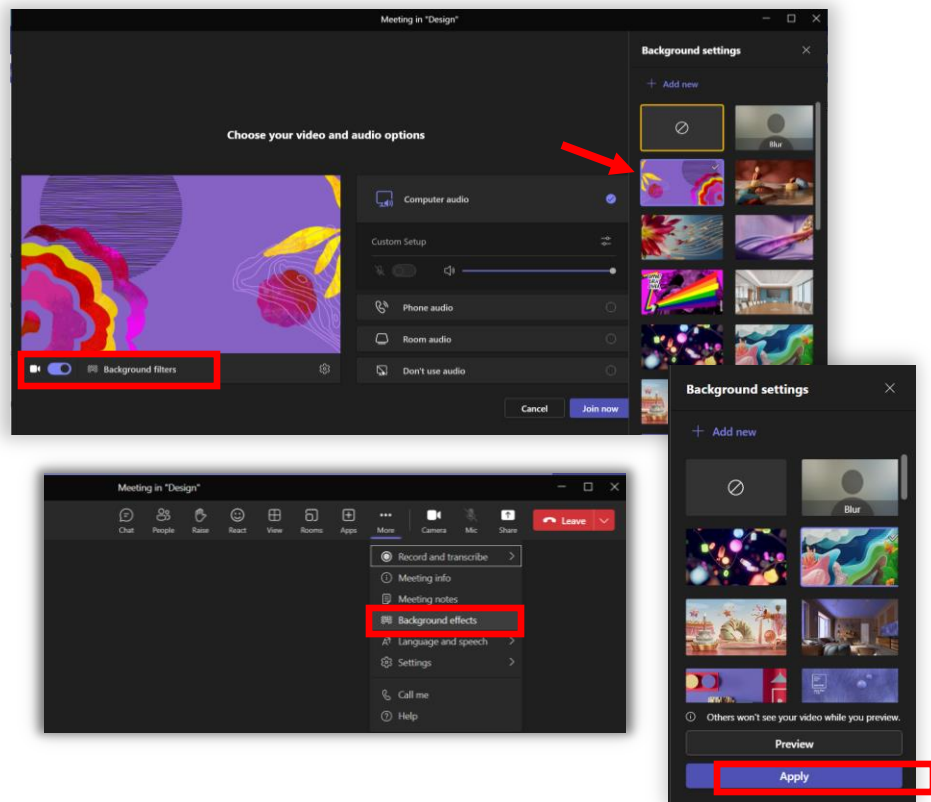 Meeting in "Design"
Background settings
Add new
Blur
Choose your video and audio options
Computer audio
Custom Setup
Phone audio
Room audio
Don't use audio
Background filters
Cancel
Join now
Meeting in "Design"
Chat
People
Raise
React
View
Rooms
Apps
More
Camera
Mic
Share
Leave
Record and transcribe
Meeting info
Meeting notes
Background effects
Language and speech
Settings
Call me
Help
Background settings
Add new
Blur
Others won't see your video while you preview.
Preview
Apply